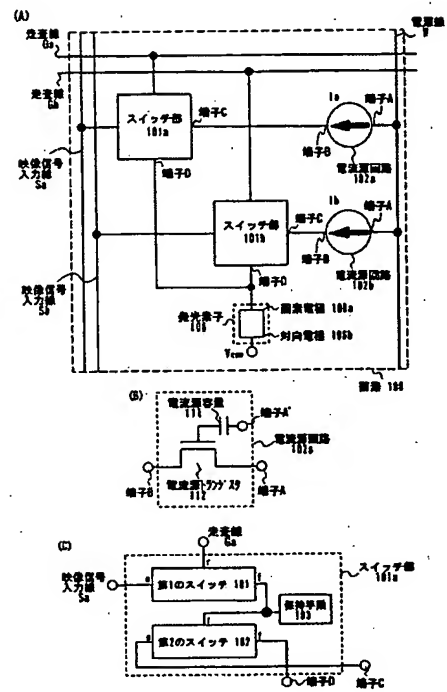 (A)
電源線
W
走査線
Ga
走査線
Gb
スイッチ部
101a
端子C
Ia
端子A
端子B
電流源回路
102a
端子D
映像信号
入力線
Sa
スイッチ部
101b
端子C
Ib
端子A
端子B
電流源回路
102b
端子D
映像信号
入力線
Sb
発光素子
106
画素電極
対向電極
Vcom
画素
(B)
電流源容量
111
端子A'
電流源回路
102a
端子B
電流源トランジスタ
112
端子A
走査線
Ga
映像信号
入力線
Sa
第1のスイッチ 181
第2のスイッチ 182
保持手段
183
スイッチ部
101a
端子D
端子C